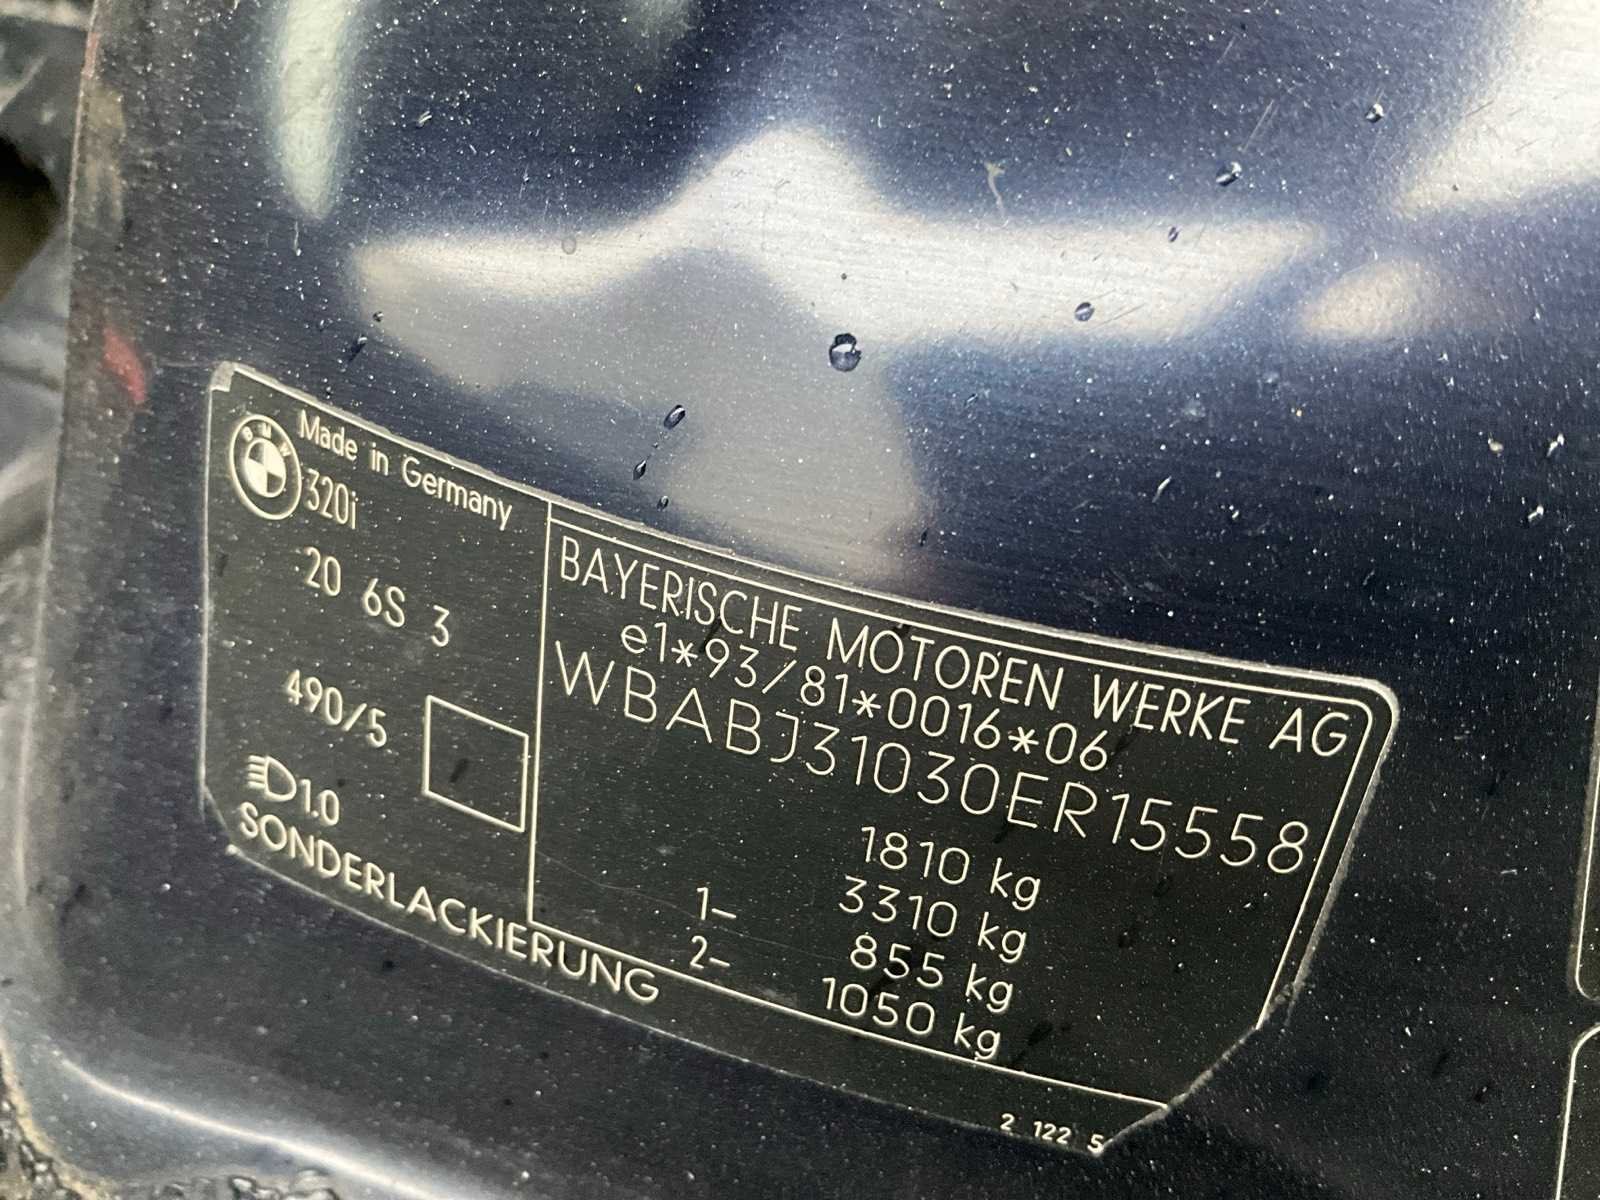 BMW
Made in Germany
320i
20 6S 3
490/5
1.0
SONDERLACKIERUNG
BAYERISCHE MOTOREN WERKE AG
e1*93/81*0016*06
WBABJ31030ER15558
1810 kg
3310 kg
1– 855 kg
2– 1050 kg
2 122 5